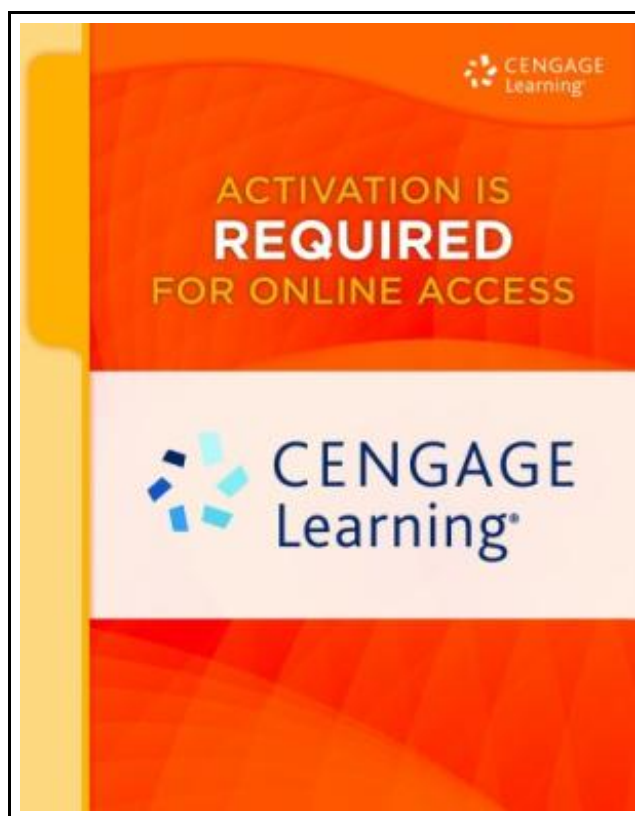 CENGAGE
Learning®
ACTIVATION IS
REQUIRED
FOR ONLINE ACCESS
CENGAGE
Learning®